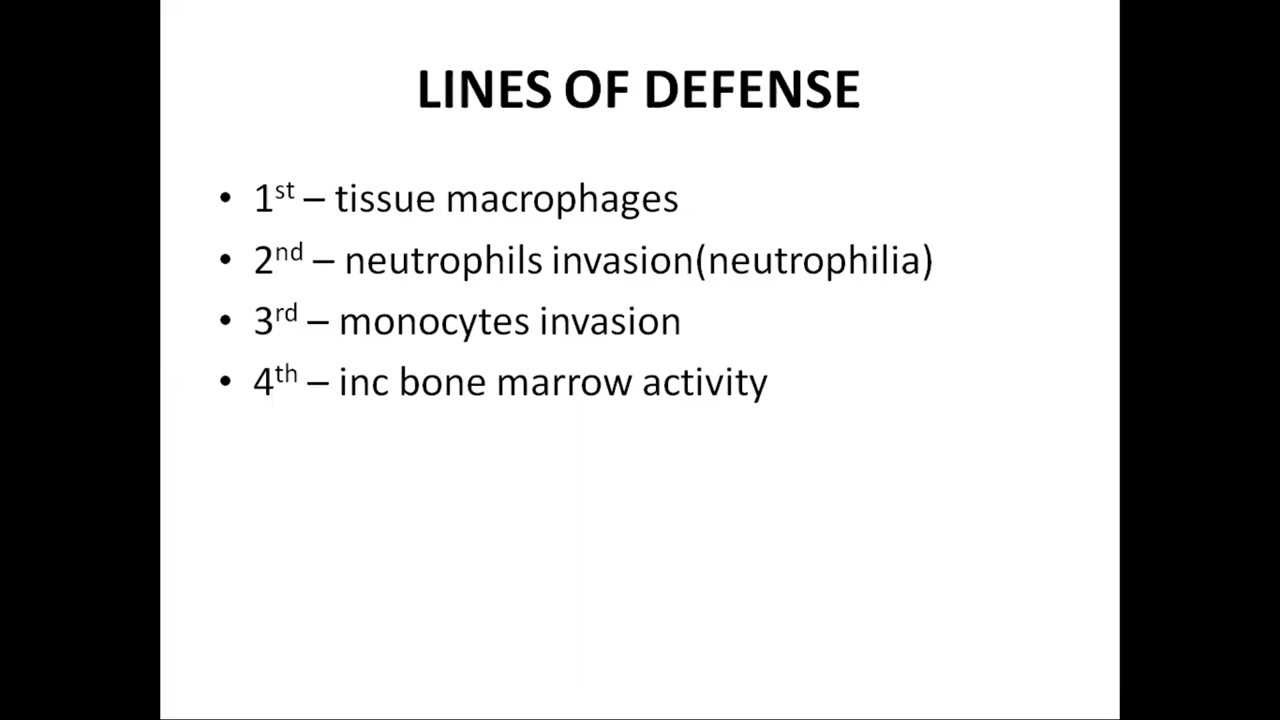 LINES OF DEFENSE
• 1st – tissue macrophages
• 2nd – neutrophils invasion(neutrophilia)
• 3rd – monocytes invasion
• 4th – inc bone marrow activity